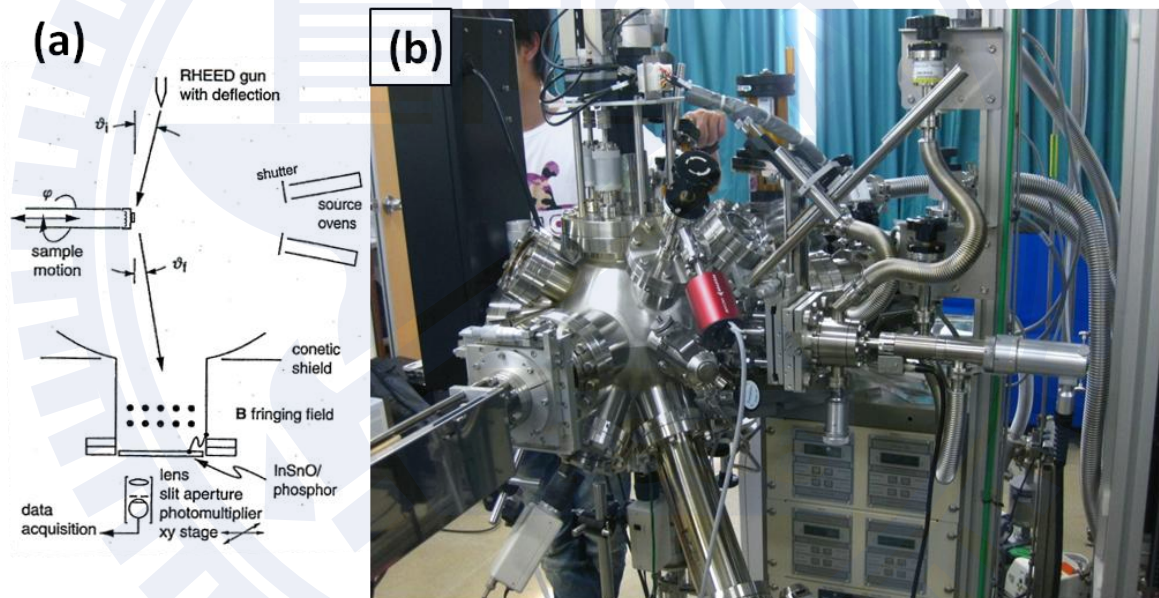 (a)
RHEED gun
with deflection
ϑi
shutter
source
ovens
φ
sample
motion
ϑf
conetic
shield
B fringing field
InSnO/
phosphor
lens
slit aperture
photomultiplier
xy stage
data
acquisition
(b)